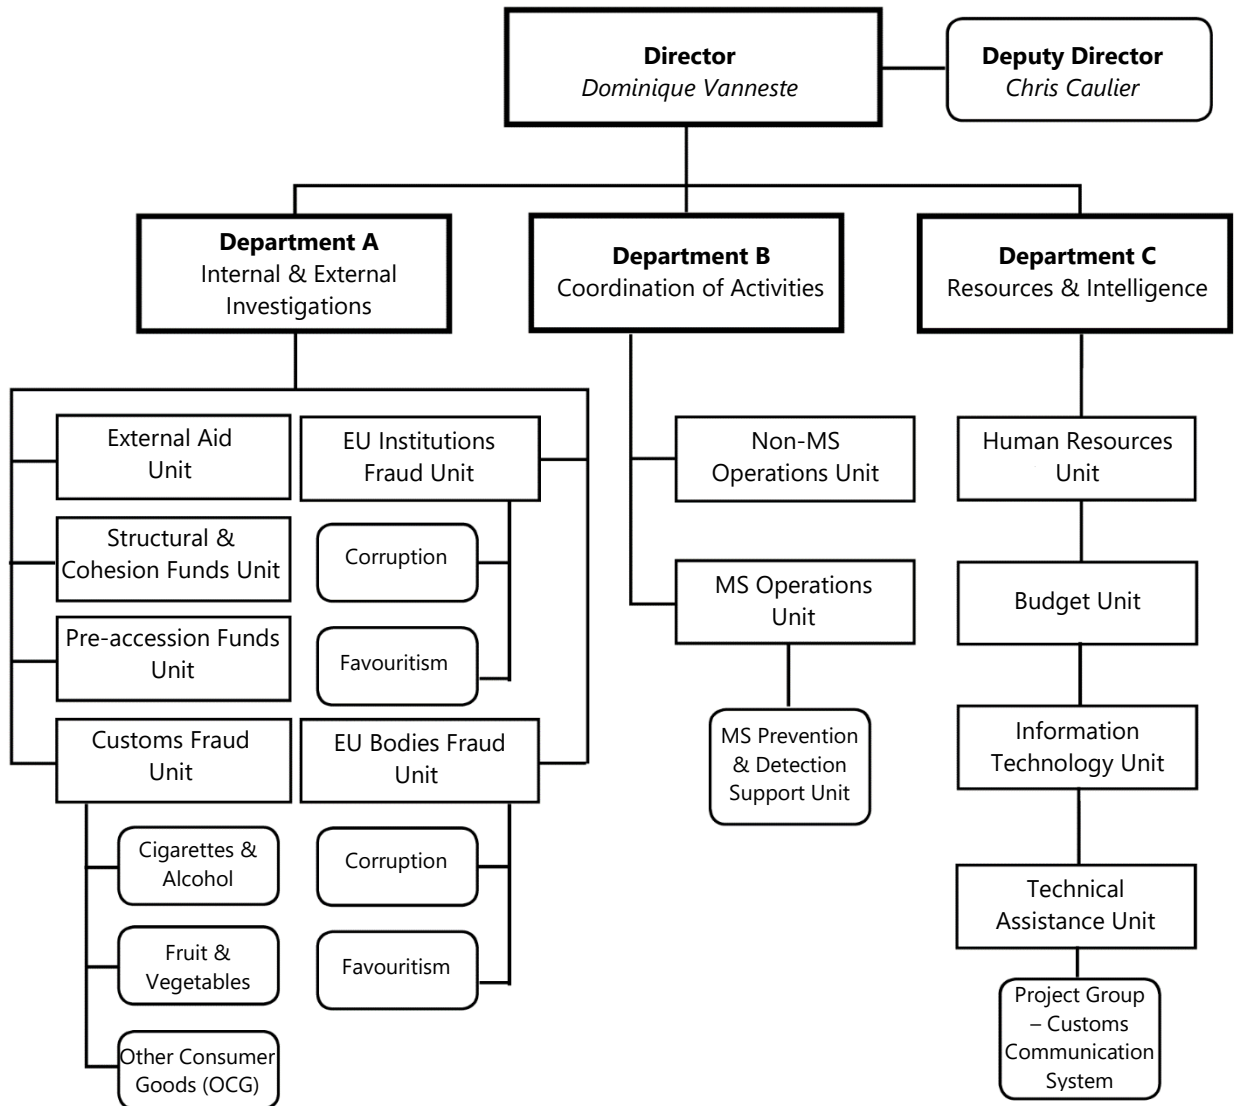 Director
Dominique Vanneste
Deputy Director
Chris Caulier
Department A
Internal & External
Investigations
Department B
Coordination of Activities
Department C
Resources & Intelligence
External Aid
Unit
Structural &
Cohesion Funds Unit
Pre-accession Funds
Unit
Customs Fraud
Unit
Cigarettes &
Alcohol
Fruit &
Vegetables
Other Consumer
Goods (OCG)
EU Institutions
Fraud Unit
Corruption
Favouritism
EU Bodies Fraud
Unit
Corruption
Favouritism
Non-MS
Operations Unit
MS Operations
Unit
MS Prevention
& Detection
Support Unit
Human Resources
Unit
Budget Unit
Information
Technology Unit
Technical
Assistance Unit
Project Group
– Customs
Communication
System